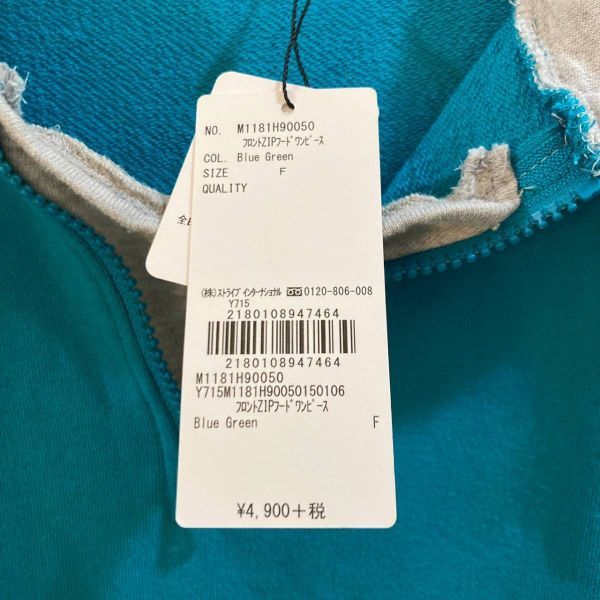 NO. M1181H90050
フロントZIPフードワンピース
COL. Blue Green
SIZE F
QUALITY
全
(株)ストライプインターナショナル 0120-806-008
Y715
2180108947464
2180108947464
M1181H90050
Y715M1181H90050150106
フロントZIPフードワンピース
Blue Green F
¥4,900+税